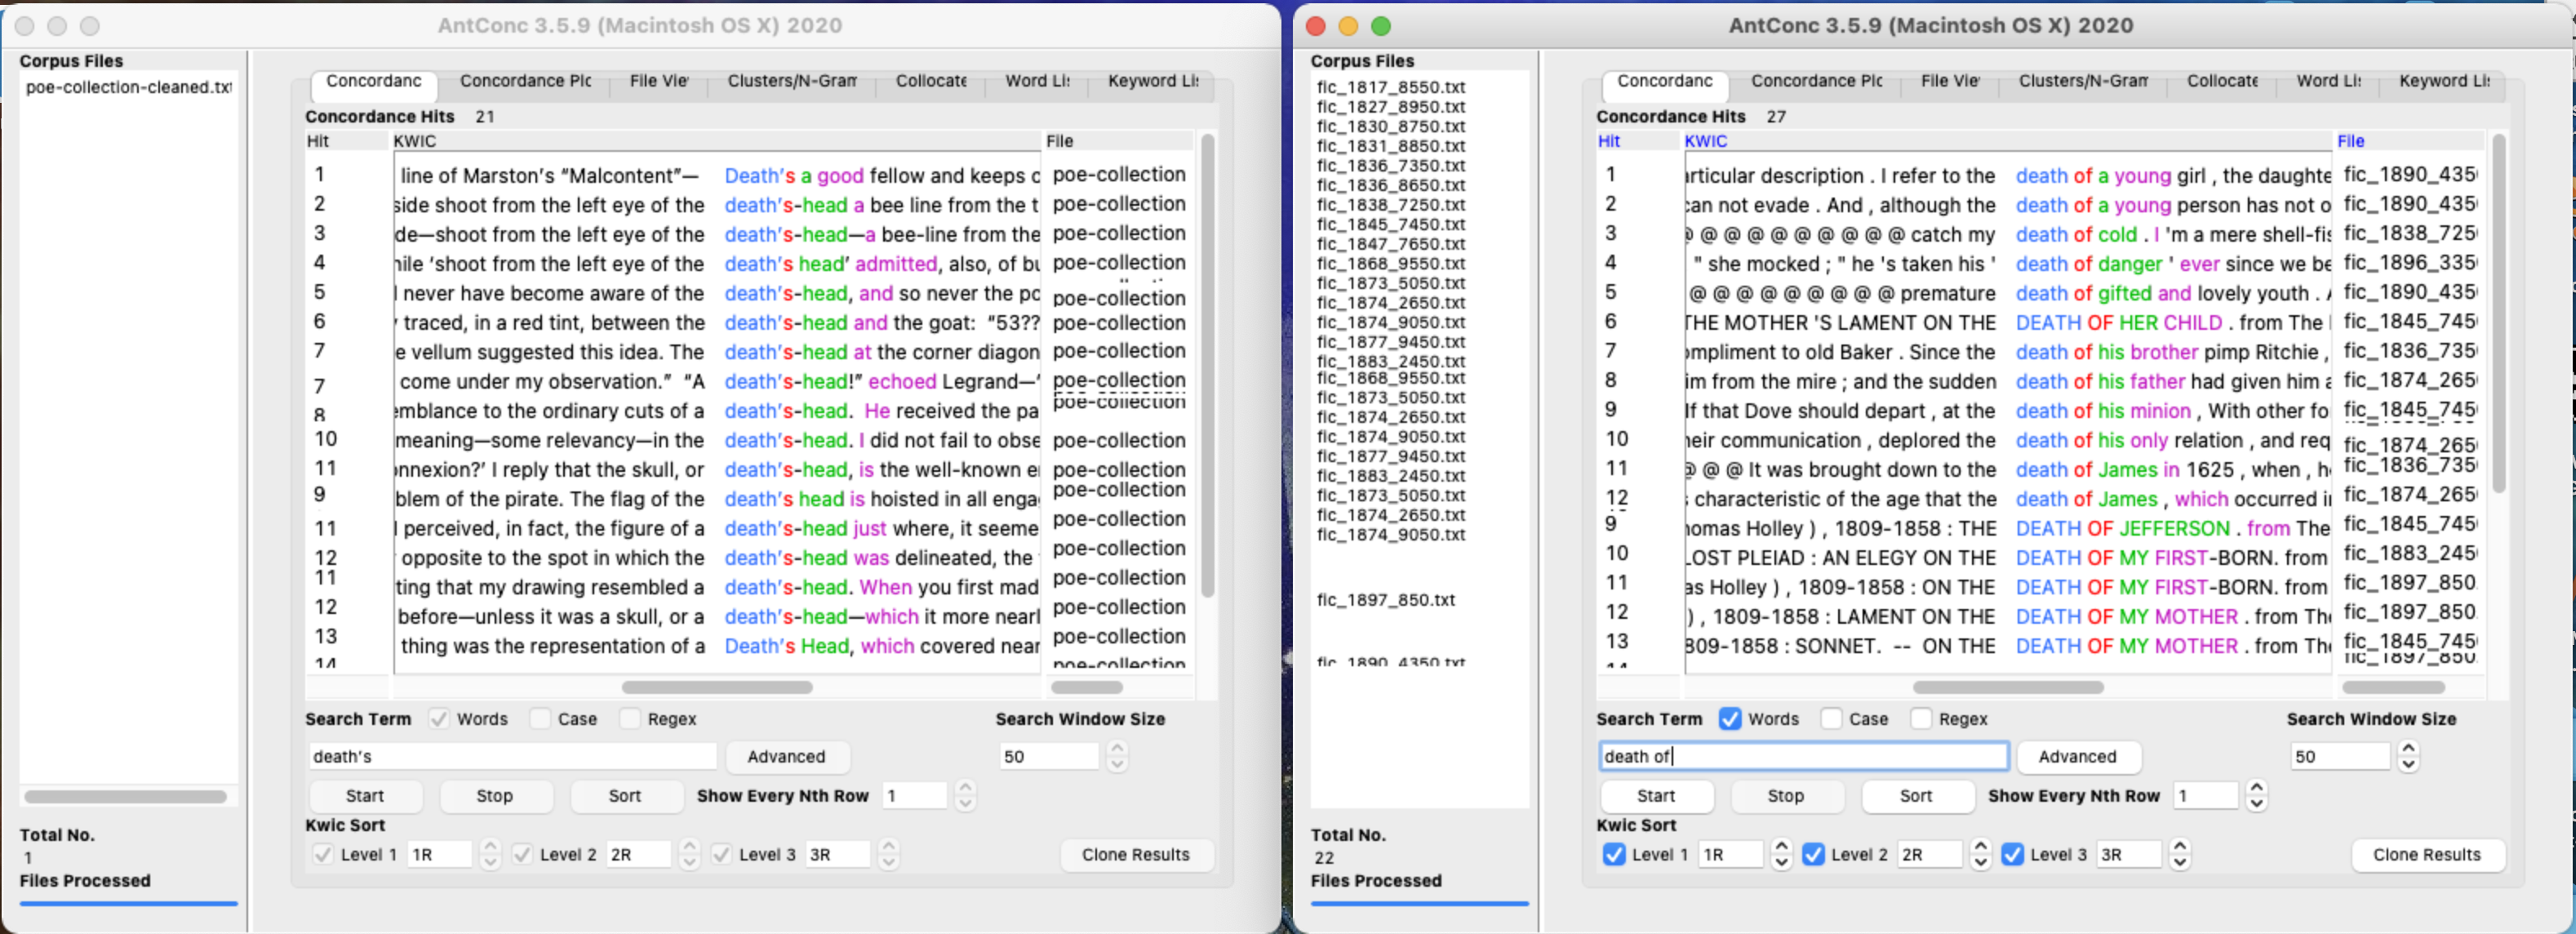 AntConc 3.5.9 (Macintosh OS X) 2020
Corpus Files
poe-collection-cleaned.txt
Concordanc Concordance Plc File Vie Clusters/N-Gram Collocate Word Li: Keyword Li:
Concordance Hits 21
Hit KWIC File
1 line of Marston’s “Malcontent”— Death’s a good fellow and keeps c poe-collection
2 side shoot from the left eye of the death’s-head a bee line from the t poe-collection
3 de—shoot from the left eye of the death’s-head—a bee-line from the poe-collection
4 hile ‘shoot from the left eye of the death’s head’ admitted, also, of bu poe-collection
5 I never have become aware of the death’s-head, and so never the po poe-collection
6 traced, in a red tint, between the death’s-head and the goat: “53?? poe-collection
7 e vellum suggested this idea. The death’s-head at the corner diagon poe-collection
7 come under my observation.” “A death’s-head!” echoed Legrand—“ poe-collection
8 emblance to the ordinary cuts of a death’s-head. He received the pa poe-collection
10 meaning—some relevancy—in the death’s-head. I did not fail to obse poe-collection
11 onnexion?’ I reply that the skull, or death’s-head, is the well-known e poe-collection
9 blem of the pirate. The flag of the death’s head is hoisted in all enga poe-collection
11 I perceived, in fact, the figure of a death’s-head just where, it seeme poe-collection
12 opposite to the spot in which the death’s-head was delineated, the poe-collection
11 ting that my drawing resembled a death’s-head. When you first mad poe-collection
12 before—unless it was a skull, or a death’s-head—which it more nearl poe-collection
13 thing was the representation of a Death’s Head, which covered near poe-collection
14 poe-collection
Search Term Words Case Regex Search Window Size
death's Advanced 50
Start Stop Sort Show Every Nth Row 1
Kwic Sort
Level 1 1R Level 2 2R Level 3 3R Clone Results
Total No.
1
Files Processed
AntConc 3.5.9 (Macintosh OS X) 2020
Corpus Files
fic_1817_8550.txt
fic_1827_8950.txt
fic_1830_8750.txt
fic_1831_8850.txt
fic_1836_7350.txt
fic_1836_8650.txt
fic_1838_7250.txt
fic_1845_7450.txt
fic_1847_7650.txt
fic_1868_9550.txt
fic_1873_5050.txt
fic_1874_2650.txt
fic_1874_9050.txt
fic_1877_9450.txt
fic_1883_2450.txt
fic_1868_9550.txt
fic_1873_5050.txt
fic_1874_2650.txt
fic_1874_9050.txt
fic_1877_9450.txt
fic_1883_2450.txt
fic_1873_5050.txt
fic_1874_2650.txt
fic_1874_9050.txt
fic_1897_850.txt
fic_1890_4350.txt
Concordanc Concordance Plc File Vie Clusters/N-Gram Collocate Word Li: Keyword Li:
Concordance Hits 27
Hit KWIC File
1 articular description . I refer to the death of a young girl , the daughte fic_1890_435
2 can not evade . And , although the death of a young person has not o fic_1890_435
3 @ @ @ @ @ @ @ @ @ catch my death of cold . I 'm a mere shell-fis fic_1838_725
4 " she mocked ; " he 's taken his ' death of danger ' ever since we be fic_1896_335
5 @ @ @ @ @ @ @ @ @ premature death of gifted and lovely youth . fic_1890_435
6 THE MOTHER 'S LAMENT ON THE DEATH OF HER CHILD . from The fic_1845_745
7 ompliment to old Baker . Since the death of his brother pimp Ritchie , fic_1836_735
8 im from the mire ; and the sudden death of his father had given him a fic_1874_265
9 If that Dove should depart , at the death of his minion , With other fo fic_1845_745
10 heir communication , deplored the death of his only relation , and req fic_1874_265
11 @ @ It was brought down to the death of James in 1625 , when , h fic_1836_735
12 characteristic of the age that the death of James , which occurred i fic_1874_265
9 homas Holley ) , 1809-1858 : THE DEATH OF JEFFERSON . from The fic_1845_745
10 LOST PLEIAD : AN ELEGY ON THE DEATH OF MY FIRST-BORN. from fic_1883_245
11 as Holley ) , 1809-1858 : ON THE DEATH OF MY FIRST-BORN. from fic_1897_850.
12 ) , 1809-1858 : LAMENT ON THE DEATH OF MY MOTHER . from The fic_1897_850.
13 809-1858 : SONNET. -- ON THE DEATH OF MY MOTHER . from The fic_1845_745
14 fic_1897_850.
Search Term Words Case Regex Search Window Size
death of Advanced 50
Start Stop Sort Show Every Nth Row 1
Kwic Sort
Level 1 1R Level 2 2R Level 3 3R Clone Results
Total No.
22
Files Processed